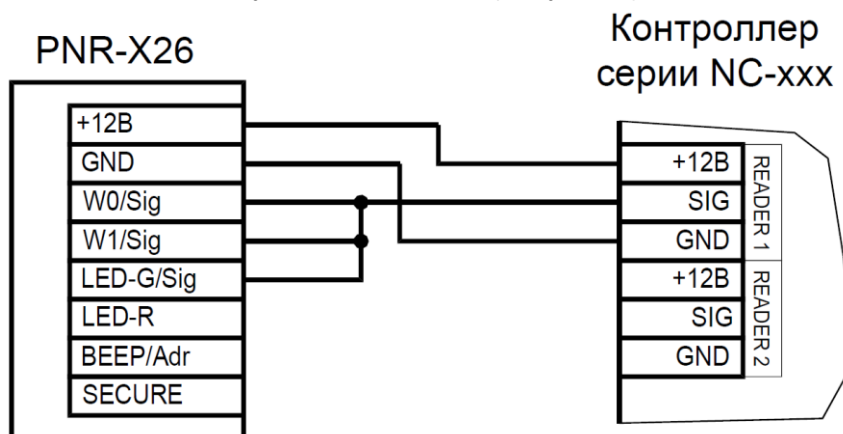 PNR-X26
+12В
GND
W0/Sig
W1/Sig
LED-G/Sig
LED-R
BEEP/Adr
SECURE
Контроллер
серии NC-xxx
+12В
SIG
GND
READER 1
+12В
SIG
GND
READER 2